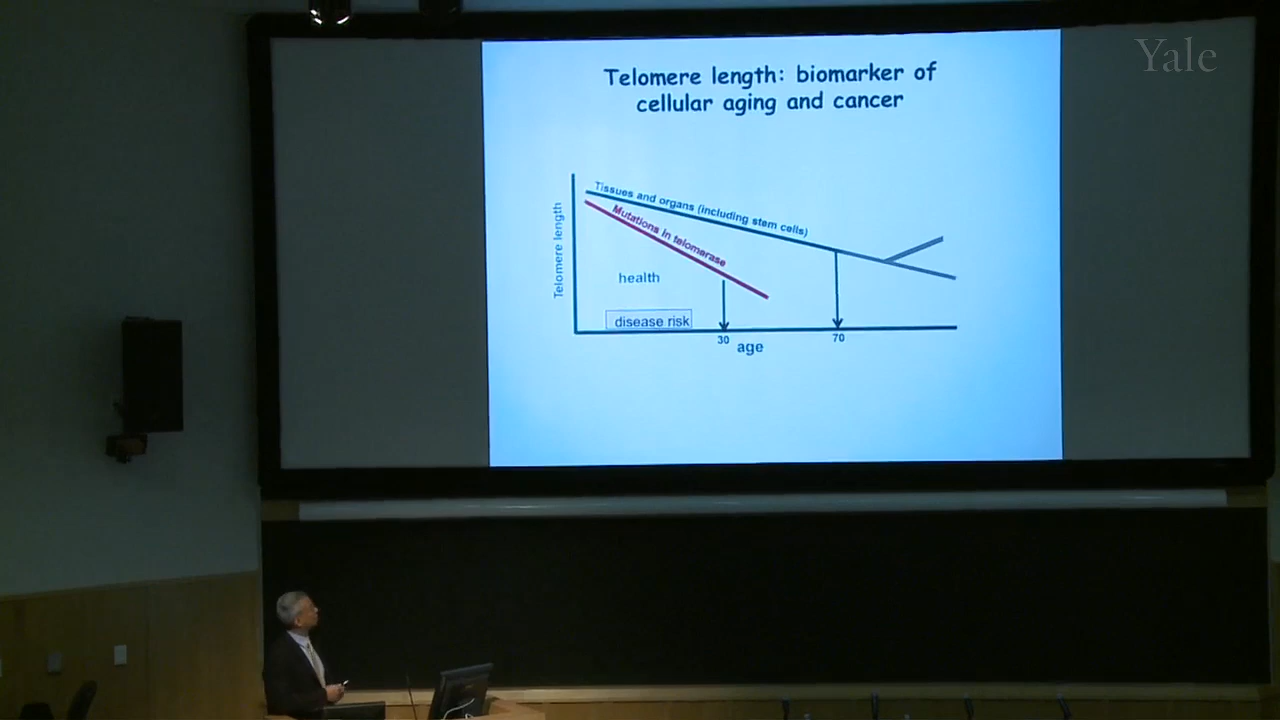 Yale
Telomere length: biomarker of
cellular aging and cancer
Tissues and organs (including stem cells)
Mutations in telomerase
Telomere length
health
disease risk
30
70
age